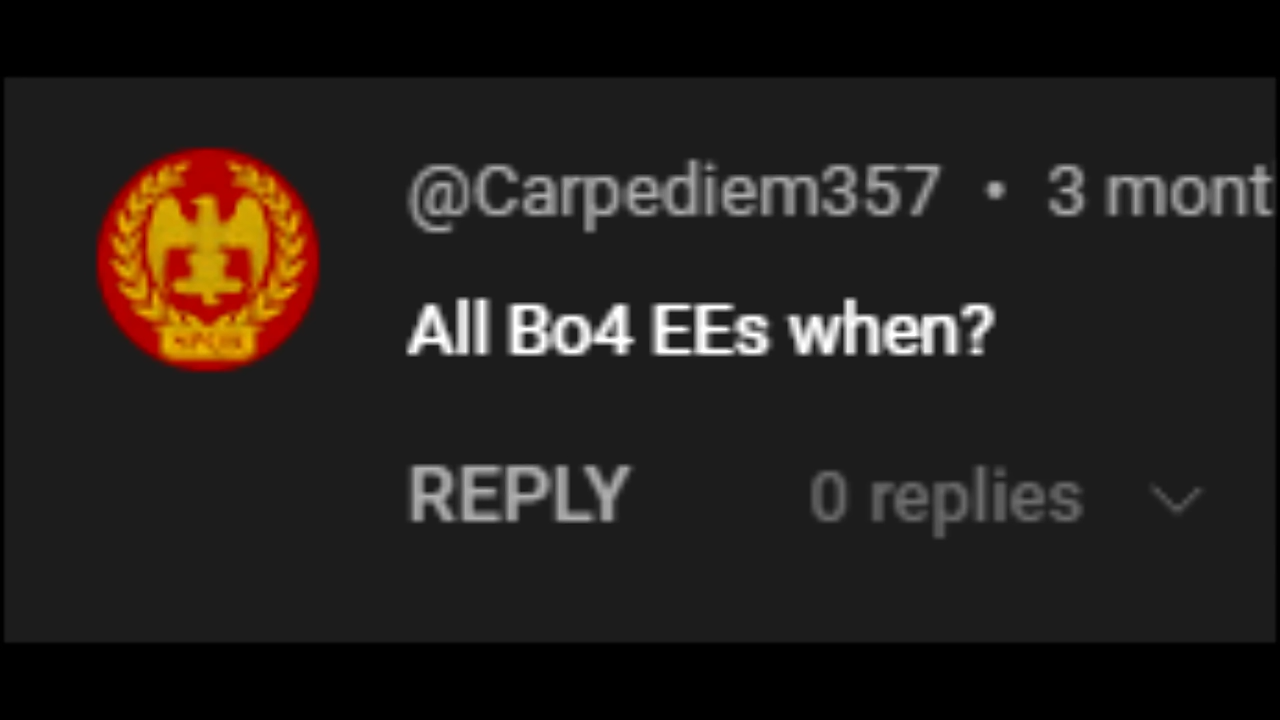 @Carpediem357 • 3 mont
All Bo4 EEs when?
REPLY 0 replies